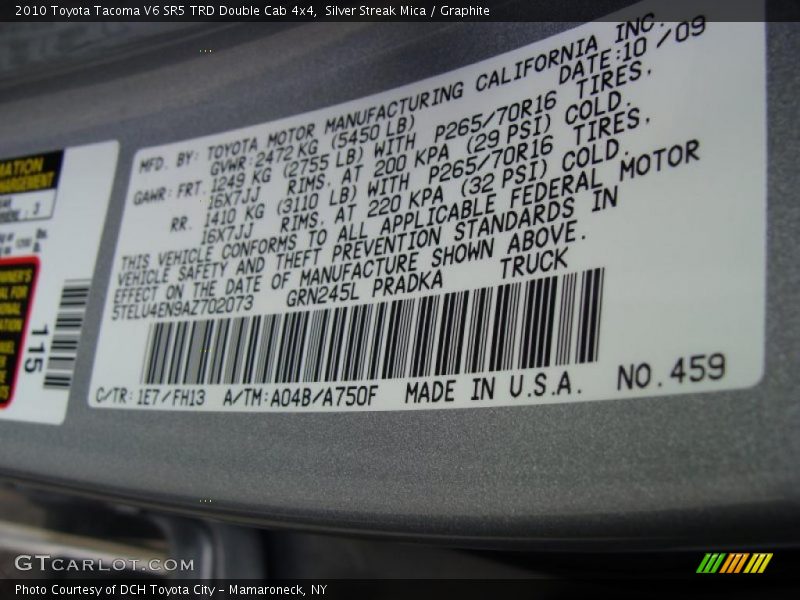 2010 Toyota Tacoma V6 SR5 TRD Double Cab 4x4, Silver Streak Mica / Graphite
MFD. BY: TOYOTA MOTOR MANUFACTURING CALIFORNIA INC.
GVWR:2472 KG (5450 LB) DATE:10/09
GAWR:FRT. 1249 KG (2755 LB) WITH P265/70R16 TIRES,
16X7JJ RIMS, AT 200 KPA (29 PSI) COLD.
RR. 1410 KG (3110 LB) WITH P265/70R16 TIRES,
16X7JJ RIMS, AT 220 KPA (32 PSI) COLD.
THIS VEHICLE CONFORMS TO ALL APPLICABLE FEDERAL MOTOR
VEHICLE SAFETY AND THEFT PREVENTION STANDARDS IN
EFFECT ON THE DATE OF MANUFACTURE SHOWN ABOVE.
5TELU4EN9AZ702073 GRN245L PRADKA TRUCK
C/TR:1E7/FH13 A/TM:A04B/A750F MADE IN U.S.A. NO.459
115
GTCARLOT.COM
Photo Courtesy of DCH Toyota City – Mamaroneck, NY